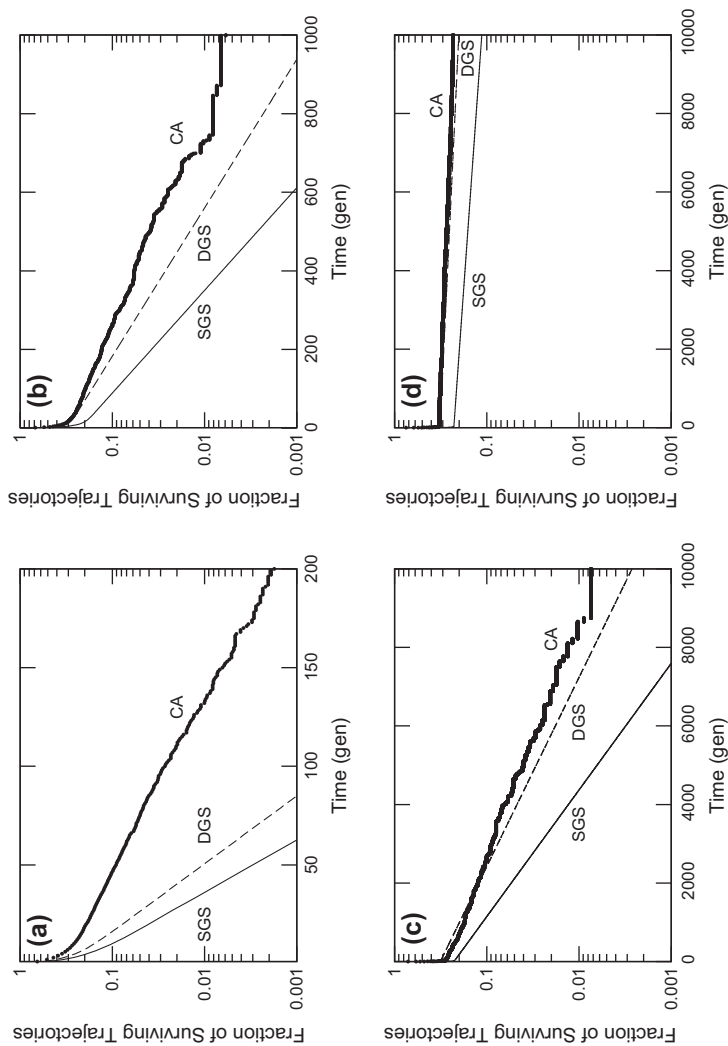 (a)
1
0.1
0.01
0.001
Fraction of Surviving Trajectories
50
100
150
200
Time (gen)
SGS
DGS
CA
(b)
1
0.1
0.01
0.001
Fraction of Surviving Trajectories
0
200
400
600
800
1000
Time (gen)
SGS
DGS
CA
(c)
1
0.1
0.01
0.001
Fraction of Surviving Trajectories
0
2000
4000
6000
8000
10000
Time (gen)
SGS
DGS
CA
(d)
1
0.1
0.01
0.001
Fraction of Surviving Trajectories
0
2000
4000
6000
8000
10000
Time (gen)
SGS
CA
DGS